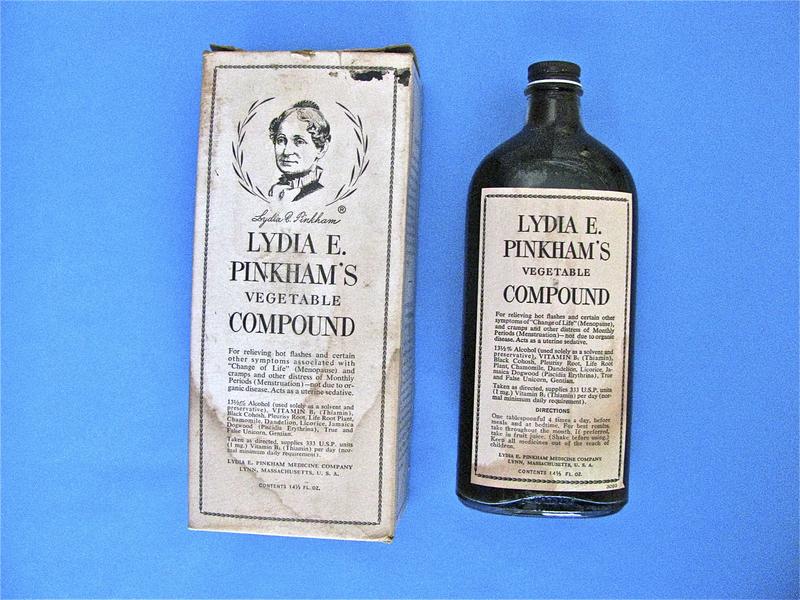 Lydia E. Pinkham ®
LYDIA E.
PINKHAM'S
VEGETABLE
COMPOUND
For relieving hot flashes and certain
other symptoms associated with
"Change of Life" (Menopause) and
cramps and other distress of Monthly
Periods (Menstruation)—not due to or-
ganic disease. Acts as a uterine sedative.
13½% Alcohol (used solely as a solvent and
preservative), VITAMIN B₁ (Thiamin),
Black Cohosh, Pleurisy Root, Life Root Plant,
Chamomile, Dandelion, Licorice, Jamaica
Dogwood (Piscidia Erythrina), True and
False Unicorn, Gentian.
Taken as directed, supplies 333 U.S.P. units
(1 mg.) Vitamin B₁ (Thiamin) per day (nor-
mal minimum daily requirement).
LYDIA E. PINKHAM MEDICINE COMPANY
LYNN, MASSACHUSETTS, U. S. A.
CONTENTS 14½ FL. OZ.
LYDIA E.
PINKHAM'S
VEGETABLE
COMPOUND
For relieving hot flashes and certain other
symptoms of "Change of Life" (Menopause),
and cramps and other distress of Monthly
Periods (Menstruation)—not due to organic
disease. Acts as a uterine sedative.
13½% Alcohol (used solely as a solvent and
preservative), VITAMIN B₁ (Thiamin),
Black Cohosh, Pleurisy Root, Life Root
Plant, Chamomile, Dandelion, Licorice, Ja-
maica Dogwood (Piscidia Erythrina), True
and False Unicorn, Gentian.
Taken as directed, supplies 333 U.S.P. units
(1 mg.) Vitamin B₁ (Thiamin) per day (nor-
mal minimum daily requirement).
DIRECTIONS
One tablespoonful 4 times a day, before
meals and at bedtime. For best results,
take throughout the month. If preferred,
take in fruit juice. (Shake before using.)
Keep all medicines out of the reach of
children.
LYDIA E. PINKHAM MEDICINE COMPANY
LYNN, MASSACHUSETTS, U. S. A.
CONTENTS 14½ FL. OZ.